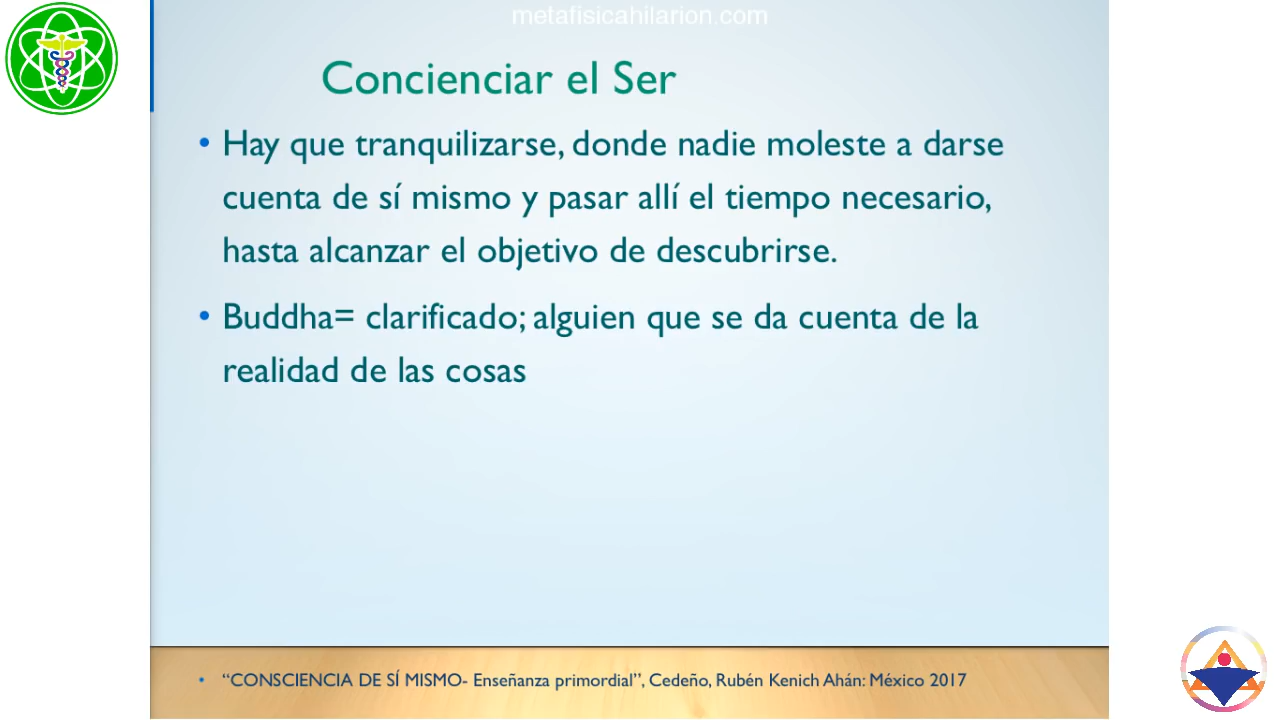 metafisicahilarion.com
Concienciar el Ser
• Hay que tranquilizarse, donde nadie moleste a darse
cuenta de sí mismo y pasar allí el tiempo necesario,
hasta alcanzar el objetivo de descubrirse.
• Buddha= clarificado; alguien que se da cuenta de la
realidad de las cosas
• “CONSCIENCIA DE SÍ MISMO- Enseñanza primordial”, Cedeño, Rubén Kenich Ahán: México 2017